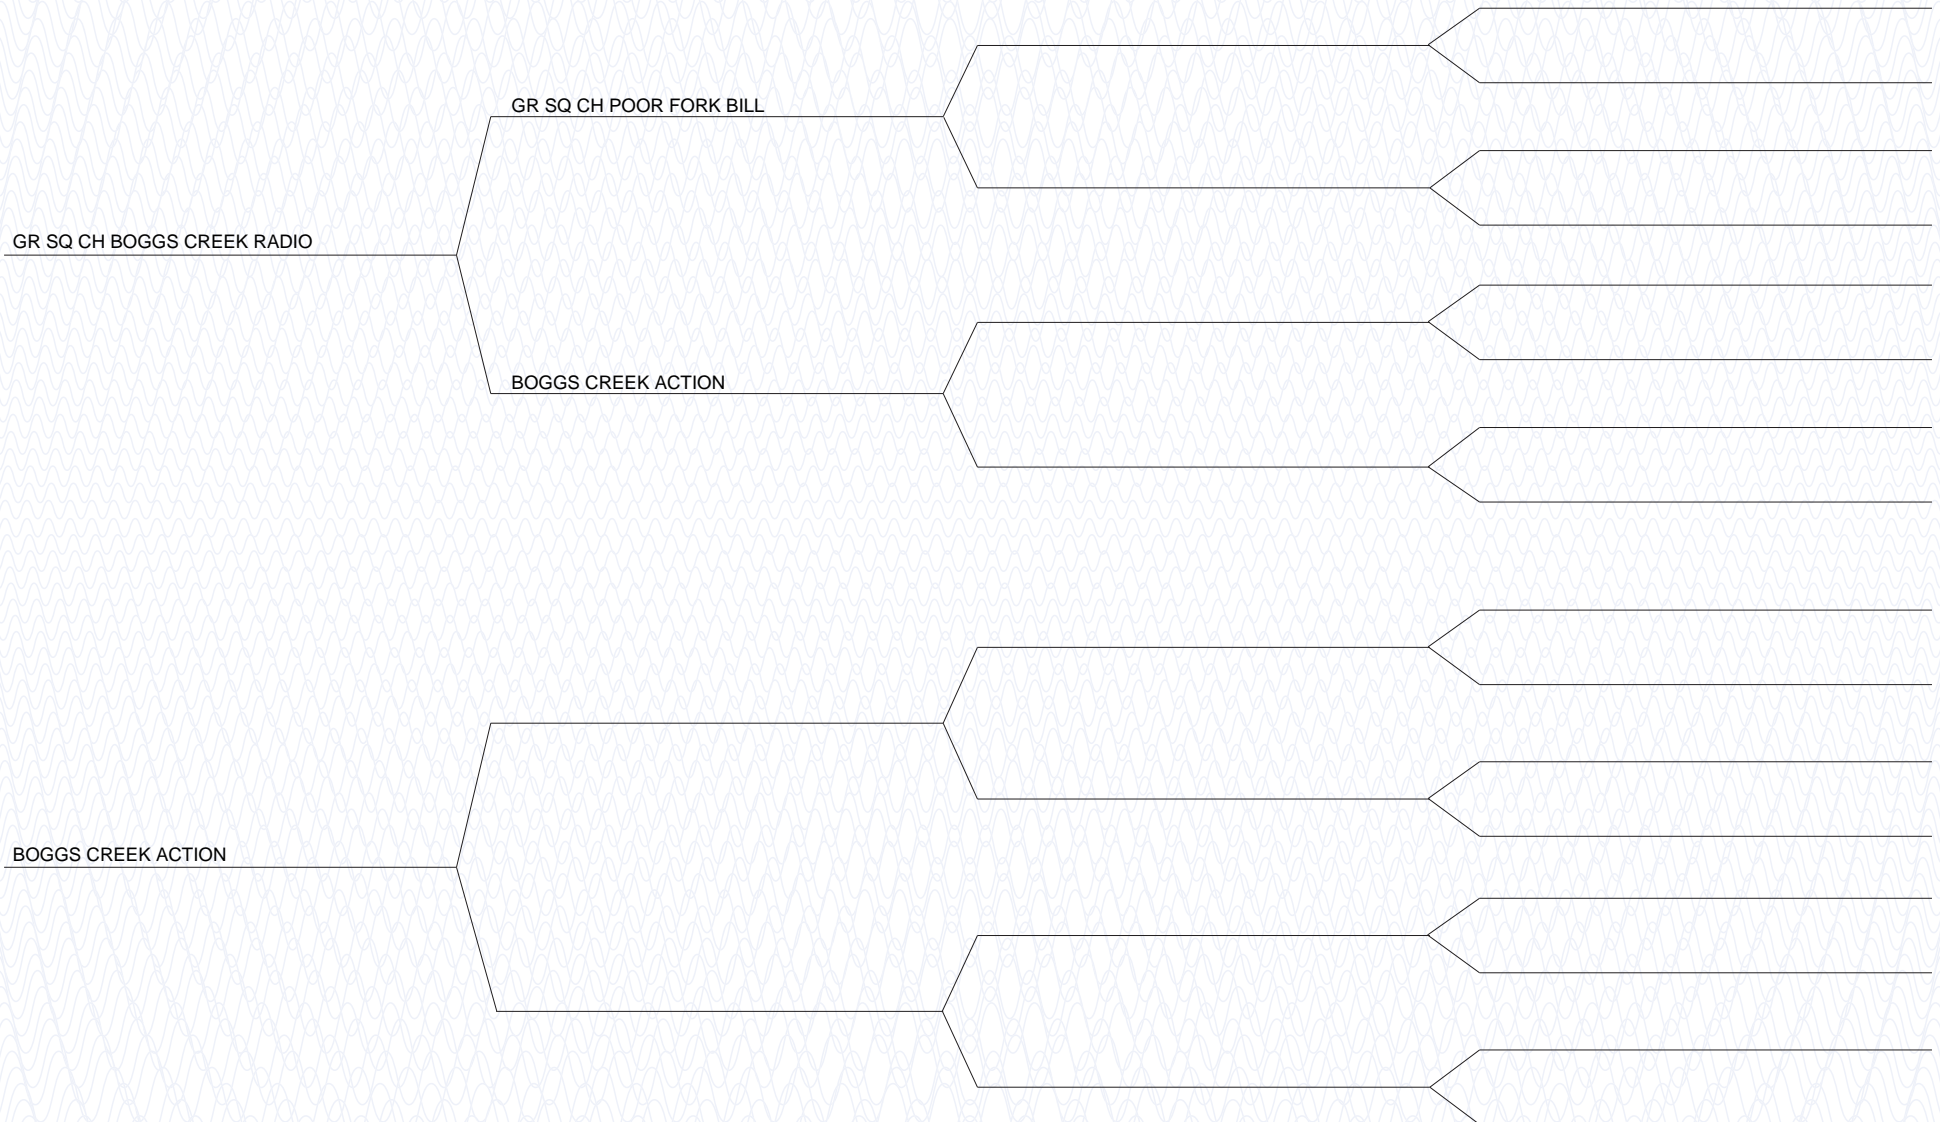 GR SQ CH POOR FORK BILL
GR SQ CH BOGGS CREEK RADIO
BOGGS CREEK ACTION
BOGGS CREEK ACTION